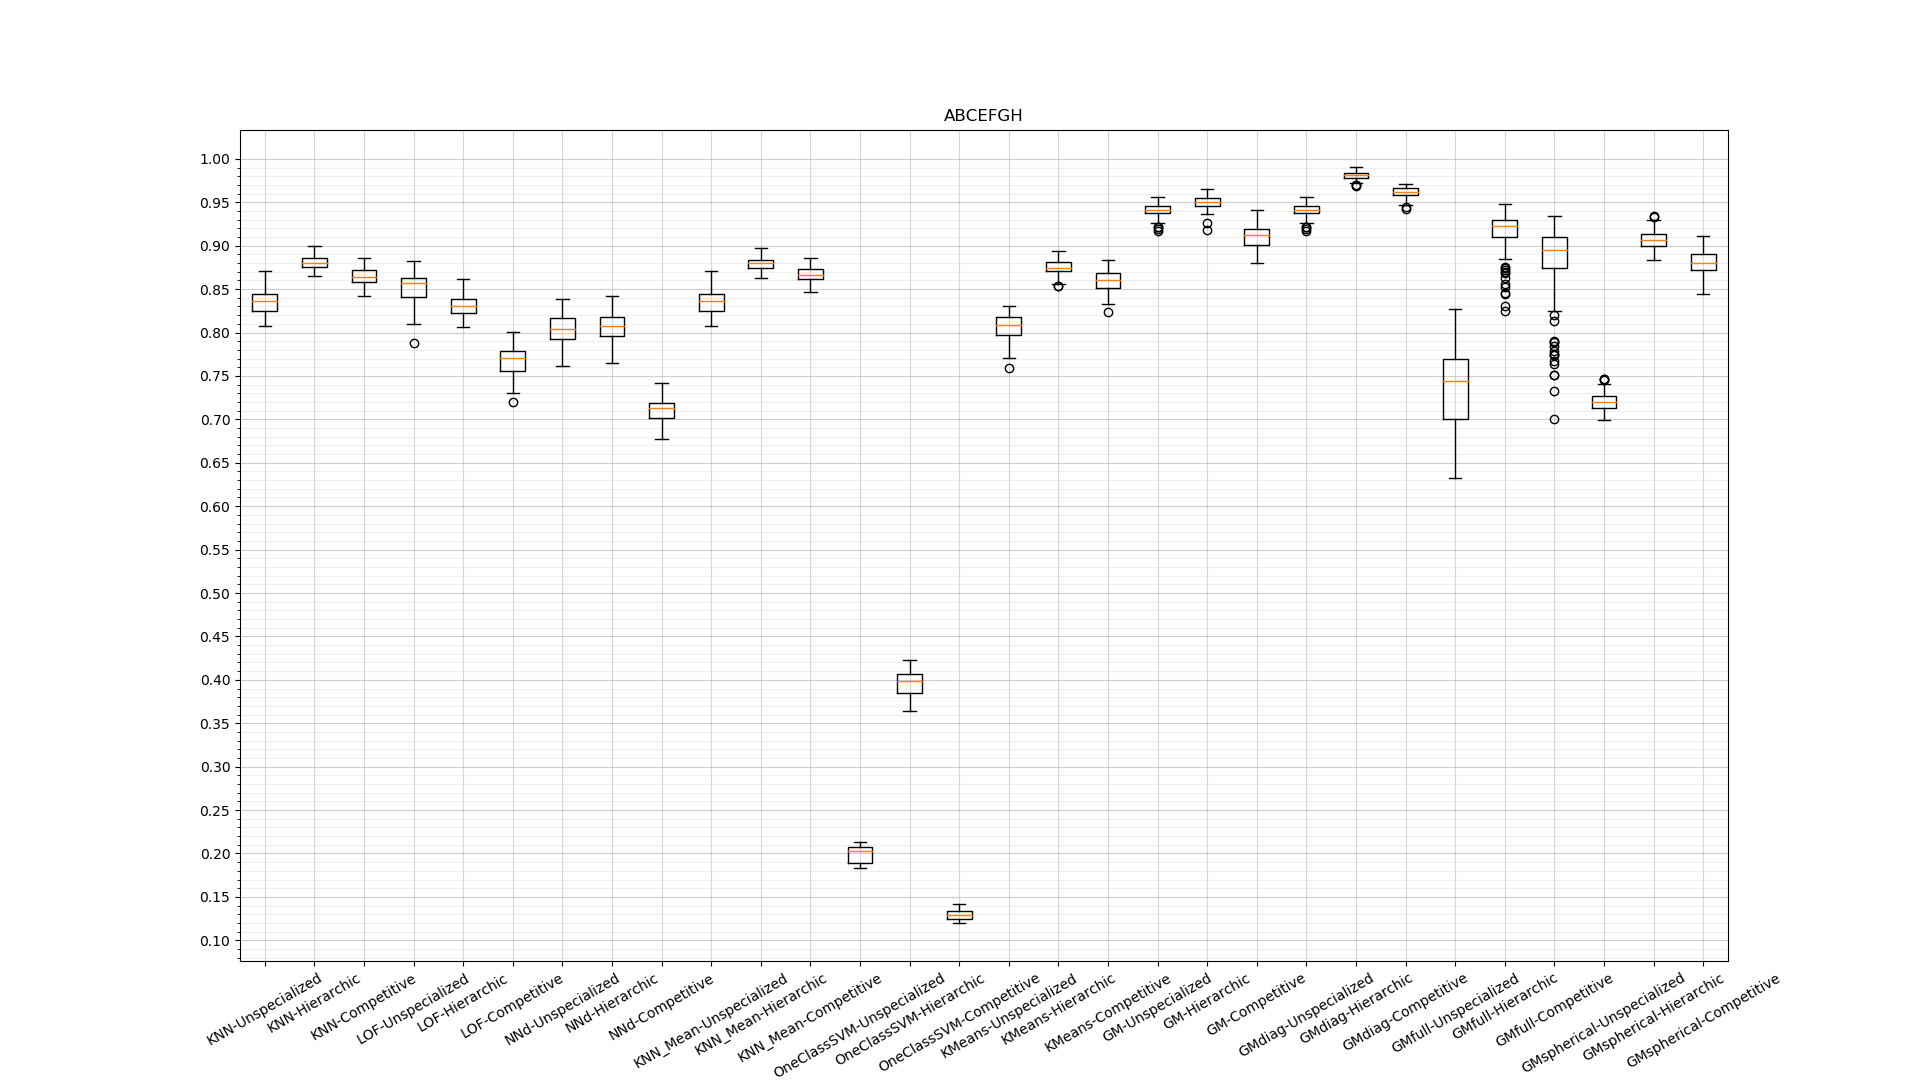 ABCEFGH
1.00
0.95
0.90
0.85
0.80
0.75
0.70
0.65
0.60
0.55
0.50
0.45
0.40
0.35
0.30
0.25
0.20
0.15
0.10
KNN-Unspecialized
KNN-Hierarchic
KNN-Competitive
LOF-Unspecialized
LOF-Hierarchic
LOF-Competitive
NNd-Unspecialized
NNd-Hierarchic
NNd-Competitive
KNN_Mean-Unspecialized
KNN_Mean-Hierarchic
KNN_Mean-Competitive
OneClassSVM-Unspecialized
OneClassSVM-Hierarchic
OneClassSVM-Competitive
KMeans-Unspecialized
KMeans-Hierarchic
KMeans-Competitive
GM-Unspecialized
GM-Hierarchic
GM-Competitive
GMdiag-Unspecialized
GMdiag-Hierarchic
GMdiag-Competitive
GMfull-Unspecialized
GMfull-Hierarchic
GMfull-Competitive
GMspherical-Unspecialized
GMspherical-Hierarchic
GMspherical-Competitive